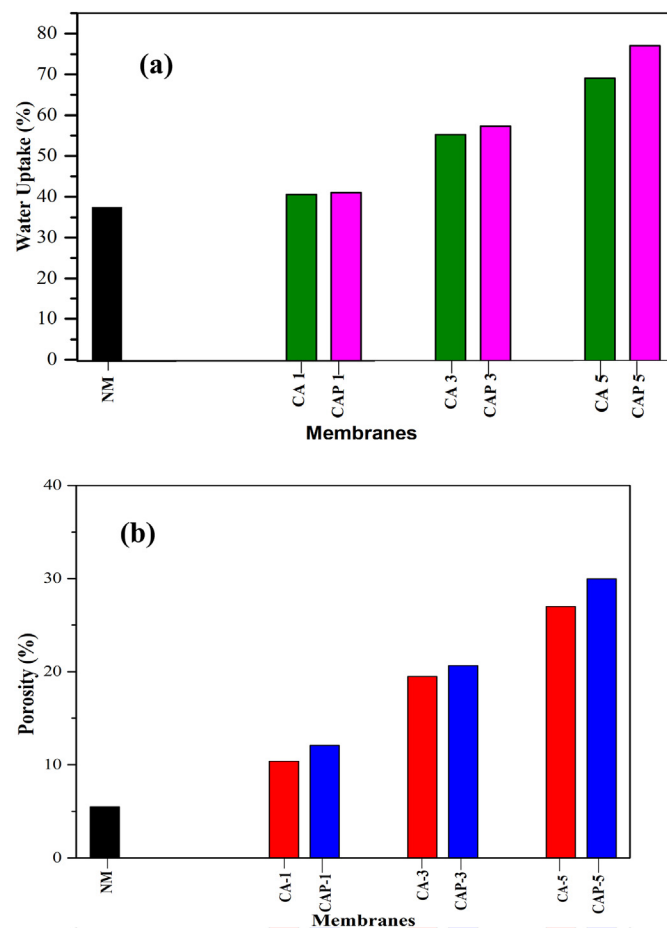 (a)
Water Uptake (%)
80
70
60
50
40
30
20
10
0
NM
CA 1
CAP 1
CA 3
CAP 3
CA 5
CAP 5
Membranes
(b)
Porosity (%)
40
30
20
10
0
NM
CA-1
CAP-1
CA-3
CAP-3
CA-5
CAP-5
Membranes